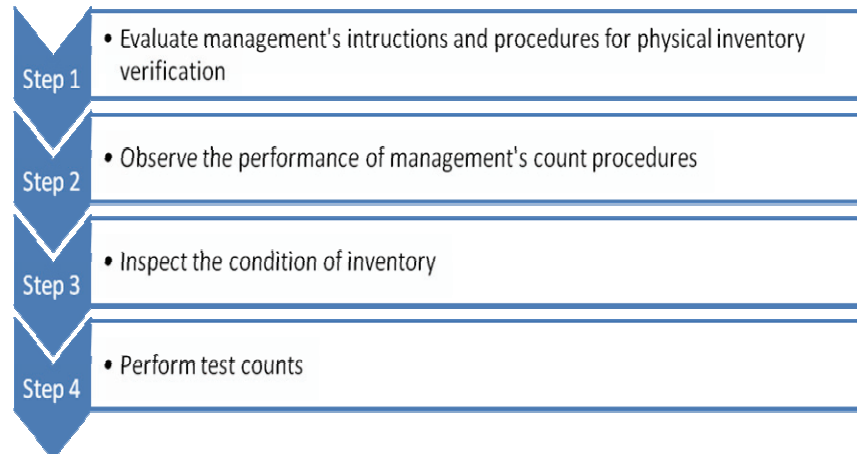 Step 1
• Evaluate management's intructions and procedures for physical inventory
verification
Step 2
• Observe the performance of management's count procedures
Step 3
• Inspect the condition of inventory
Step 4
• Perform test counts